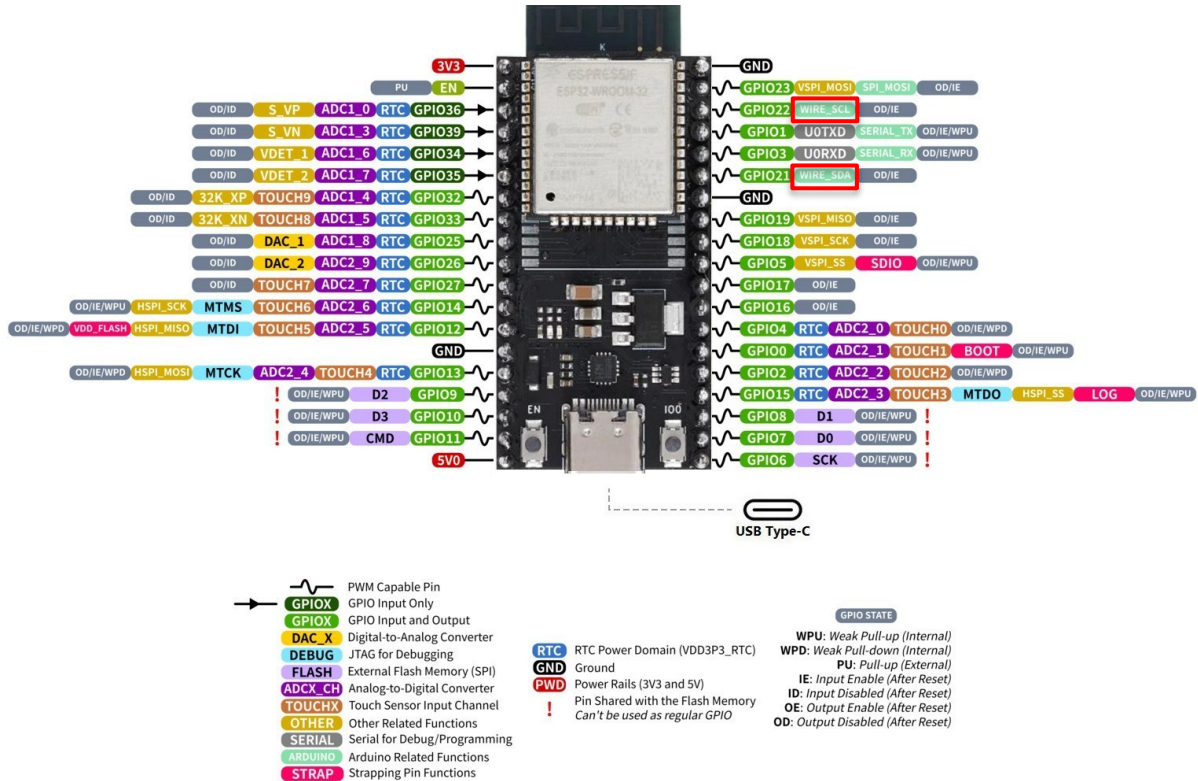 K
ESPRESSIF
ESP32-WROOM-32
3V3
PU EN
OD/ID S_VP ADC1_0 RTC GPIO36
OD/ID S_VN ADC1_3 RTC GPIO39
OD/ID VDET_1 ADC1_6 RTC GPIO34
OD/ID VDET_2 ADC1_7 RTC GPIO35
OD/ID 32K_XP TOUCH9 ADC1_4 RTC GPIO32
OD/ID 32K_XN TOUCH8 ADC1_5 RTC GPIO33
OD/ID DAC_1 ADC1_8 RTC GPIO25
OD/ID DAC_2 ADC2_9 RTC GPIO26
OD/ID TOUCH7 ADC2_7 RTC GPIO27
OD/IE/WPU HSPI_SCK MTMS TOUCH6 ADC2_6 RTC GPIO14
OD/IE/WPD VDD_FLASH HSPI_MISO MTDI TOUCH5 ADC2_5 RTC GPIO12
GND
OD/IE/WPD HSPI_MOSI MTCK ADC2_4 TOUCH4 RTC GPIO13
! OD/IE/WPU D2 GPIO9
! OD/IE/WPU D3 GPIO10
! OD/IE/WPU CMD GPIO11
5V0
GND
GPIO23 VSPI_MOSI SPI_MOSI OD/IE
GPIO22 WIRE_SCL OD/IE
GPIO1 U0TXD SERIAL_TX OD/IE/WPU
GPIO3 U0RXD SERIAL_RX OD/IE/WPU
GPIO21 WIRE_SDA OD/IE
GND
GPIO19 VSPI_MISO OD/IE
GPIO18 VSPI_SCK OD/IE
GPIO5 VSPI_SS SDIO OD/IE/WPU
GPIO17 OD/IE
GPIO16 OD/IE
GPIO4 RTC ADC2_0 TOUCH0 OD/IE/WPD
GPIO0 RTC ADC2_1 TOUCH1 BOOT OD/IE/WPU
GPIO2 RTC ADC2_2 TOUCH2 OD/IE/WPD
GPIO15 RTC ADC2_3 TOUCH3 MTDO HSPI_SS LOG OD/IE/WPU
GPIO8 D1 OD/IE/WPU !
GPIO7 D0 OD/IE/WPU !
GPIO6 SCK OD/IE/WPU !
EN
IO0
USB Type-C
PWM Capable Pin
GPIOX GPIO Input Only
GPIOX GPIO Input and Output
DAC_X Digital-to-Analog Converter
DEBUG JTAG for Debugging
FLASH External Flash Memory (SPI)
ADCX_CH Analog-to-Digital Converter
TOUCHX Touch Sensor Input Channel
OTHER Other Related Functions
SERIAL Serial for Debug/Programming
ARDUINO Arduino Related Functions
STRAP Strapping Pin Functions
RTC RTC Power Domain (VDD3P3_RTC)
GND Ground
PWD Power Rails (3V3 and 5V)
! Pin Shared with the Flash Memory
Can't be used as regular GPIO
GPIO STATE
WPU: Weak Pull-up (Internal)
WPD: Weak Pull-down (Internal)
PU: Pull-up (External)
IE: Input Enable (After Reset)
ID: Input Disabled (After Reset)
OE: Output Enable (After Reset)
OD: Output Disabled (After Reset)